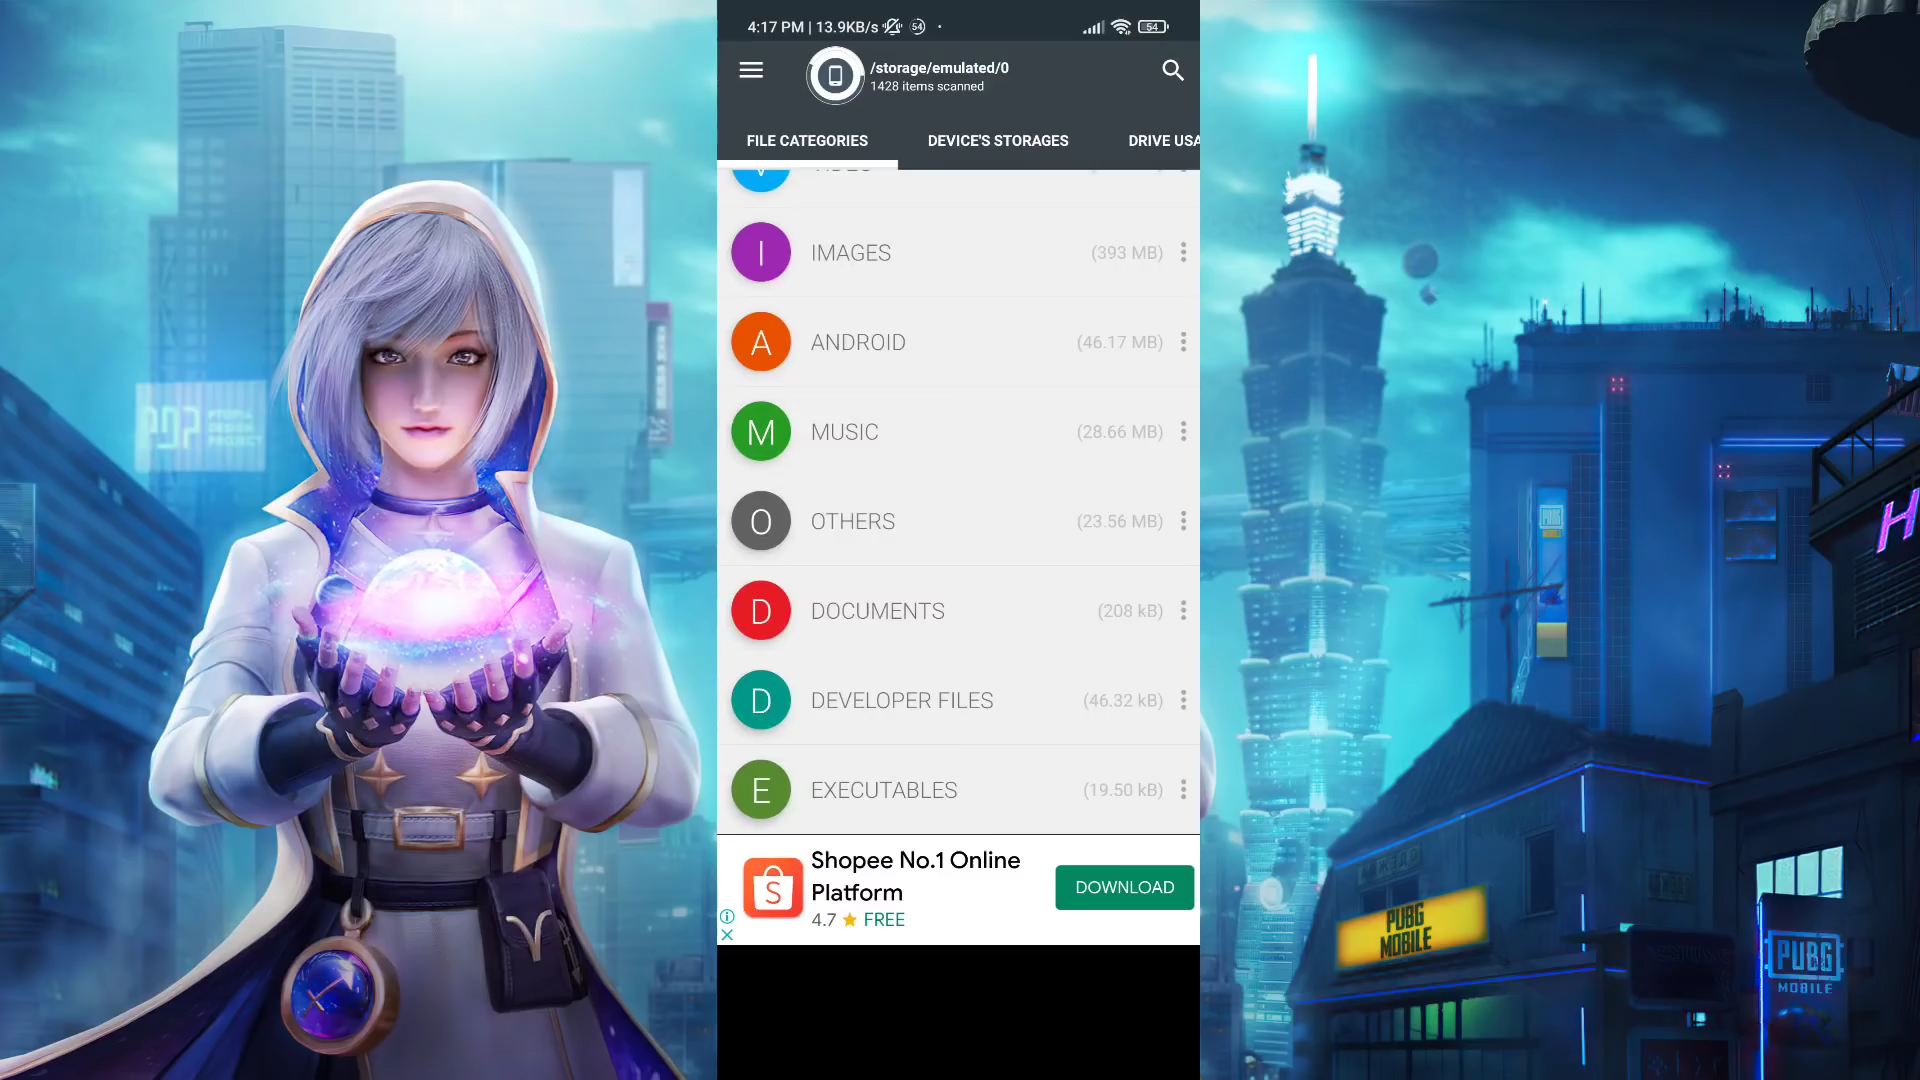 4:17 PM | 13.9KB/s 54
54
/storage/emulated/0
1428 items scanned
FILE CATEGORIES
DEVICE'S STORAGES
DRIVE USA
I IMAGES (393 MB)
A ANDROID (46.17 MB)
M MUSIC (28.66 MB)
O OTHERS (23.56 MB)
D DOCUMENTS (208 kB)
D DEVELOPER FILES (46.32 kB)
E EXECUTABLES (19.50 kB)
Shopee No.1 Online
Platform
4.7 ★ FREE
DOWNLOAD
S
PUBG
MOBILE
PUBG
MOBILE
PUBG
H